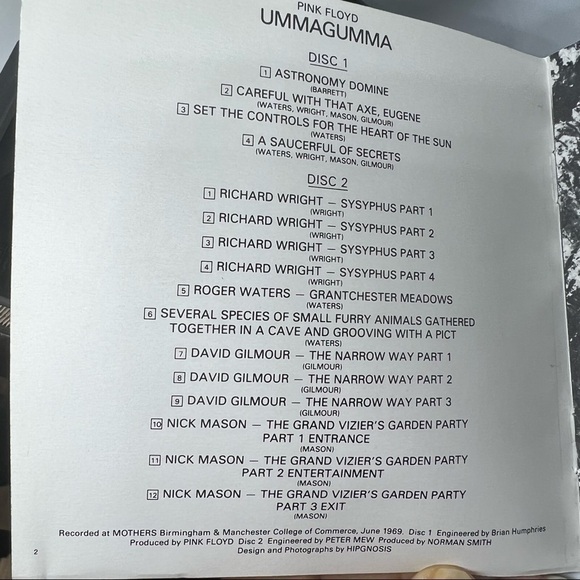 PINK FLOYD
UMMAGUMMA
DISC 1
1 ASTRONOMY DOMINE
(BARRETT)
2 CAREFUL WITH THAT AXE, EUGENE
(WATERS, WRIGHT, MASON, GILMOUR)
3 SET THE CONTROLS FOR THE HEART OF THE SUN
(WATERS)
4 A SAUCERFUL OF SECRETS
(WATERS, WRIGHT, MASON, GILMOUR)
DISC 2
1 RICHARD WRIGHT – SYSYPHUS PART 1
(WRIGHT)
2 RICHARD WRIGHT – SYSYPHUS PART 2
(WRIGHT)
3 RICHARD WRIGHT – SYSYPHUS PART 3
(WRIGHT)
4 RICHARD WRIGHT – SYSYPHUS PART 4
(WRIGHT)
5 ROGER WATERS – GRANTCHESTER MEADOWS
(WATERS)
6 SEVERAL SPECIES OF SMALL FURRY ANIMALS GATHERED
TOGETHER IN A CAVE AND GROOVING WITH A PICT
(WATERS)
7 DAVID GILMOUR – THE NARROW WAY PART 1
(GILMOUR)
8 DAVID GILMOUR – THE NARROW WAY PART 2
(GILMOUR)
9 DAVID GILMOUR – THE NARROW WAY PART 3
(GILMOUR)
10 NICK MASON – THE GRAND VIZIER'S GARDEN PARTY
PART 1 ENTRANCE
(MASON)
11 NICK MASON – THE GRAND VIZIER'S GARDEN PARTY
PART 2 ENTERTAINMENT
(MASON)
12 NICK MASON – THE GRAND VIZIER'S GARDEN PARTY
PART 3 EXIT
(MASON)
Recorded at MOTHERS Birmingham & Manchester College of Commerce, June 1969. Disc 1 Engineered by Brian Humphries
Produced by PINK FLOYD Disc 2 Engineered by PETER MEW Produced by NORMAN SMITH
Design and Photographs by HIPGNOSIS
2